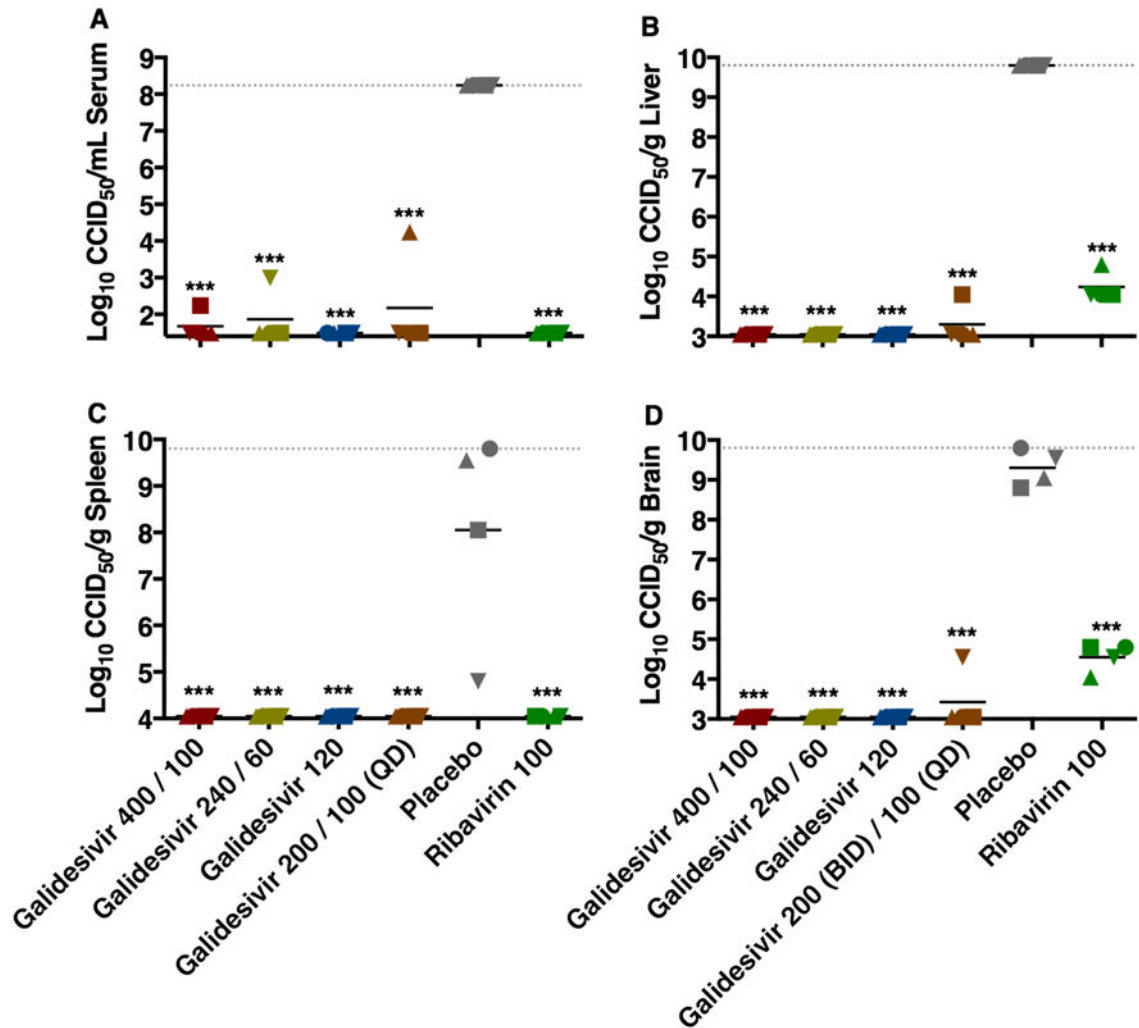 A
Log10 CCID50/mL Serum
9
8
7
6
5
4
3
2
***
***
***
***
***
B
Log10 CCID50/g Liver
10
9
8
7
6
5
4
3
***
***
***
***
***
C
Log10 CCID50/g Spleen
10
9
8
7
6
5
4
***
***
***
***
***
Galidesivir 400 / 100
Galidesivir 240 / 60
Galidesivir 120
Galidesivir 200 / 100 (QD)
Placebo
Ribavirin 100
D
Log10 CCID50/g Brain
10
9
8
7
6
5
4
3
***
***
***
***
***
Galidesivir 400 / 100
Galidesivir 240 / 60
Galidesivir 120
Galidesivir 200 (BID) / 100 (QD)
Placebo
Ribavirin 100